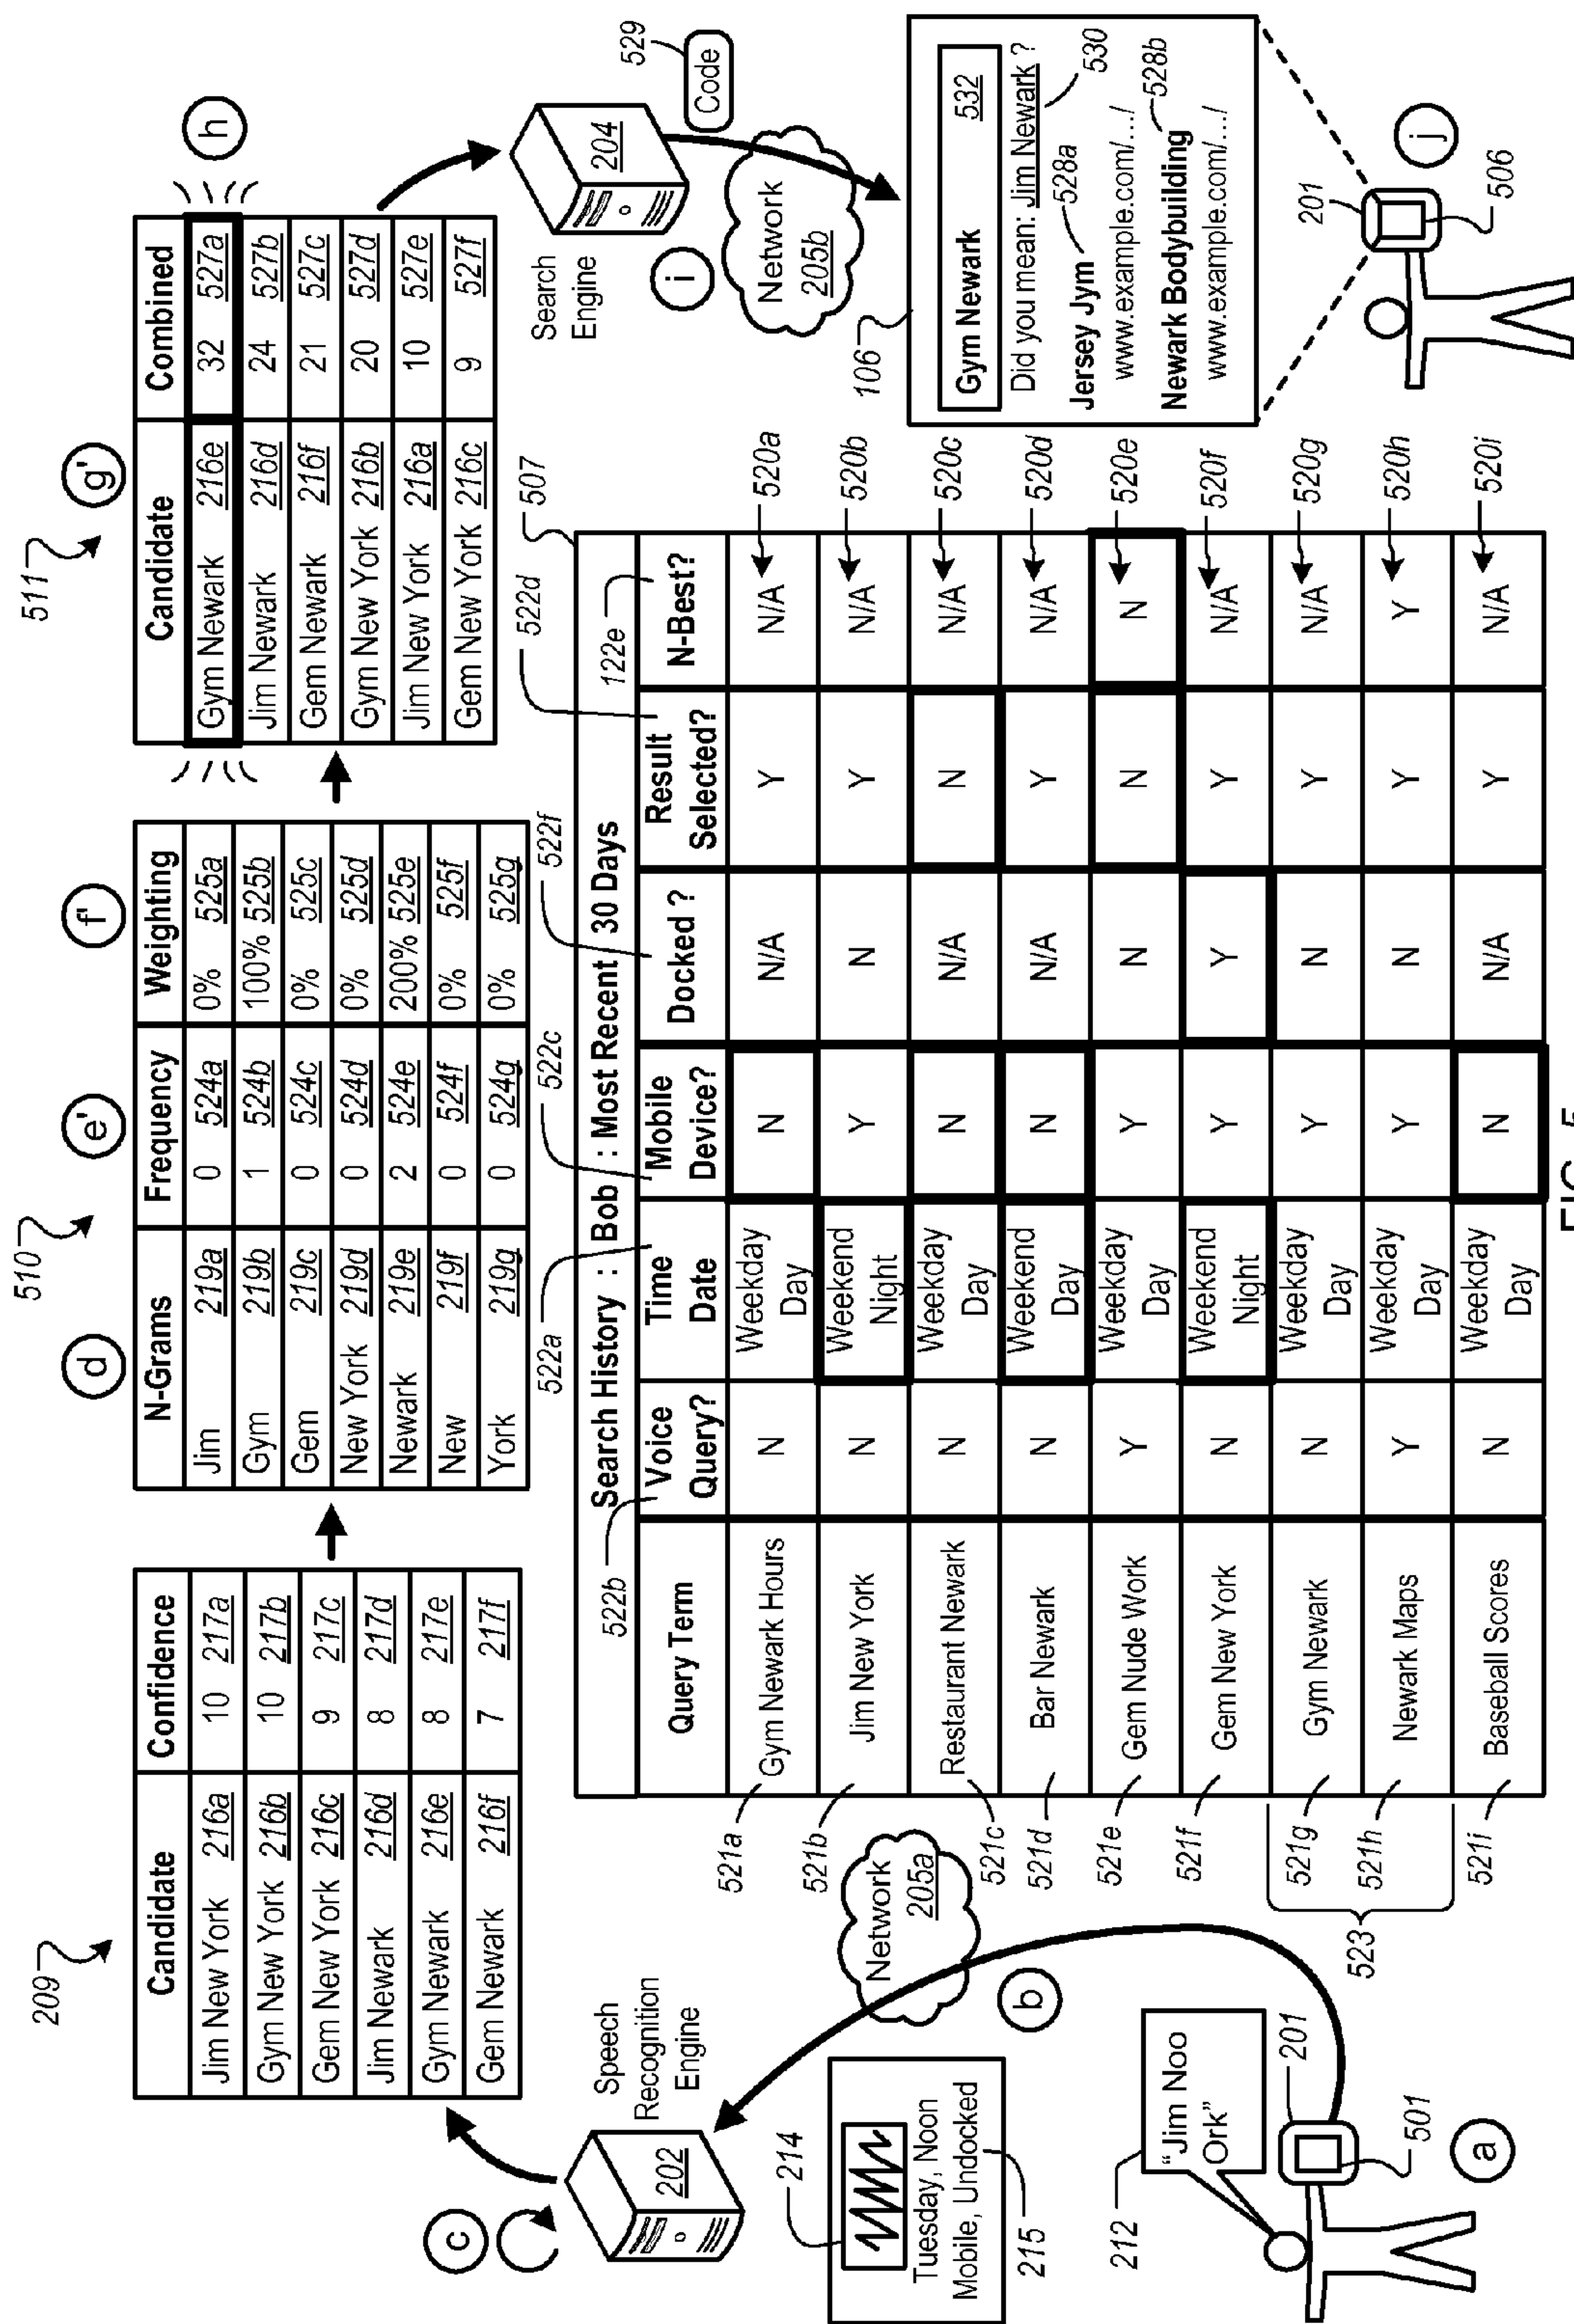 209
Candidate Confidence
Jim New York 216a 10 217a
Gym New York 216b 10 217b
Gem New York 216c 9 217c
Jim Newark 216d 8 217d
Gym Newark 216e 8 217e
Gem Newark 216f 7 217f
510
d e' f'
N-Grams Frequency Weighting
Jim 219a 0 524a 0% 525a
Gym 219b 1 524b 100% 525b
Gem 219c 0 524c 0% 525c
New York 219d 0 524d 0% 525d
Newark 219e 2 524e 200% 525e
New 219f 0 524f 0% 525f
York 219g 0 524g 0% 525g
511
g'
Candidate Combined
Gym Newark 216e 32 527a
Jim Newark 216d 24 527b
Gem Newark 216f 21 527c
Gym New York 216b 20 527d
Jim New York 216a 10 527e
Gem New York 216c 9 527f
h
c
202
Speech
Recognition
Engine
214
Tuesday, Noon
Mobile, Undocked
215
212
"Jim Noo
Ork"
201
501
a
b
Network
205a
522b 522a 522c 522f 522d 122e 507
Search History : Bob : Most Recent 30 Days
Query Term Voice Query? Time Date Mobile Device? Docked ? Result Selected? N-Best?
521a Gym Newark Hours N Weekday Day N N/A Y N/A 520a
521b Jim New York N Weekend Night Y N Y N/A 520b
521c Restaurant Newark N Weekday Day N N/A N N/A 520c
521d Bar Newark N Weekend Day N N/A Y N/A 520d
521e Gem Nude Work Y Weekday Day Y N N N 520e
521f Gem New York N Weekend Night Y Y Y N/A 520f
521g Gym Newark N Weekday Day Y N Y N/A 520g
521h Newark Maps Y Weekday Day Y N Y Y 520h
521i Baseball Scores N Weekday Day N N/A Y N/A 520i
523
Search
Engine
204
529
Code
i
Network
205b
106
Gym Newark 532
Did you mean: Jim Newark ?
530
Jersey Jym 528a
www.example.com/.../
Newark Bodybuilding 528b
www.example.com/.../
201
506
j